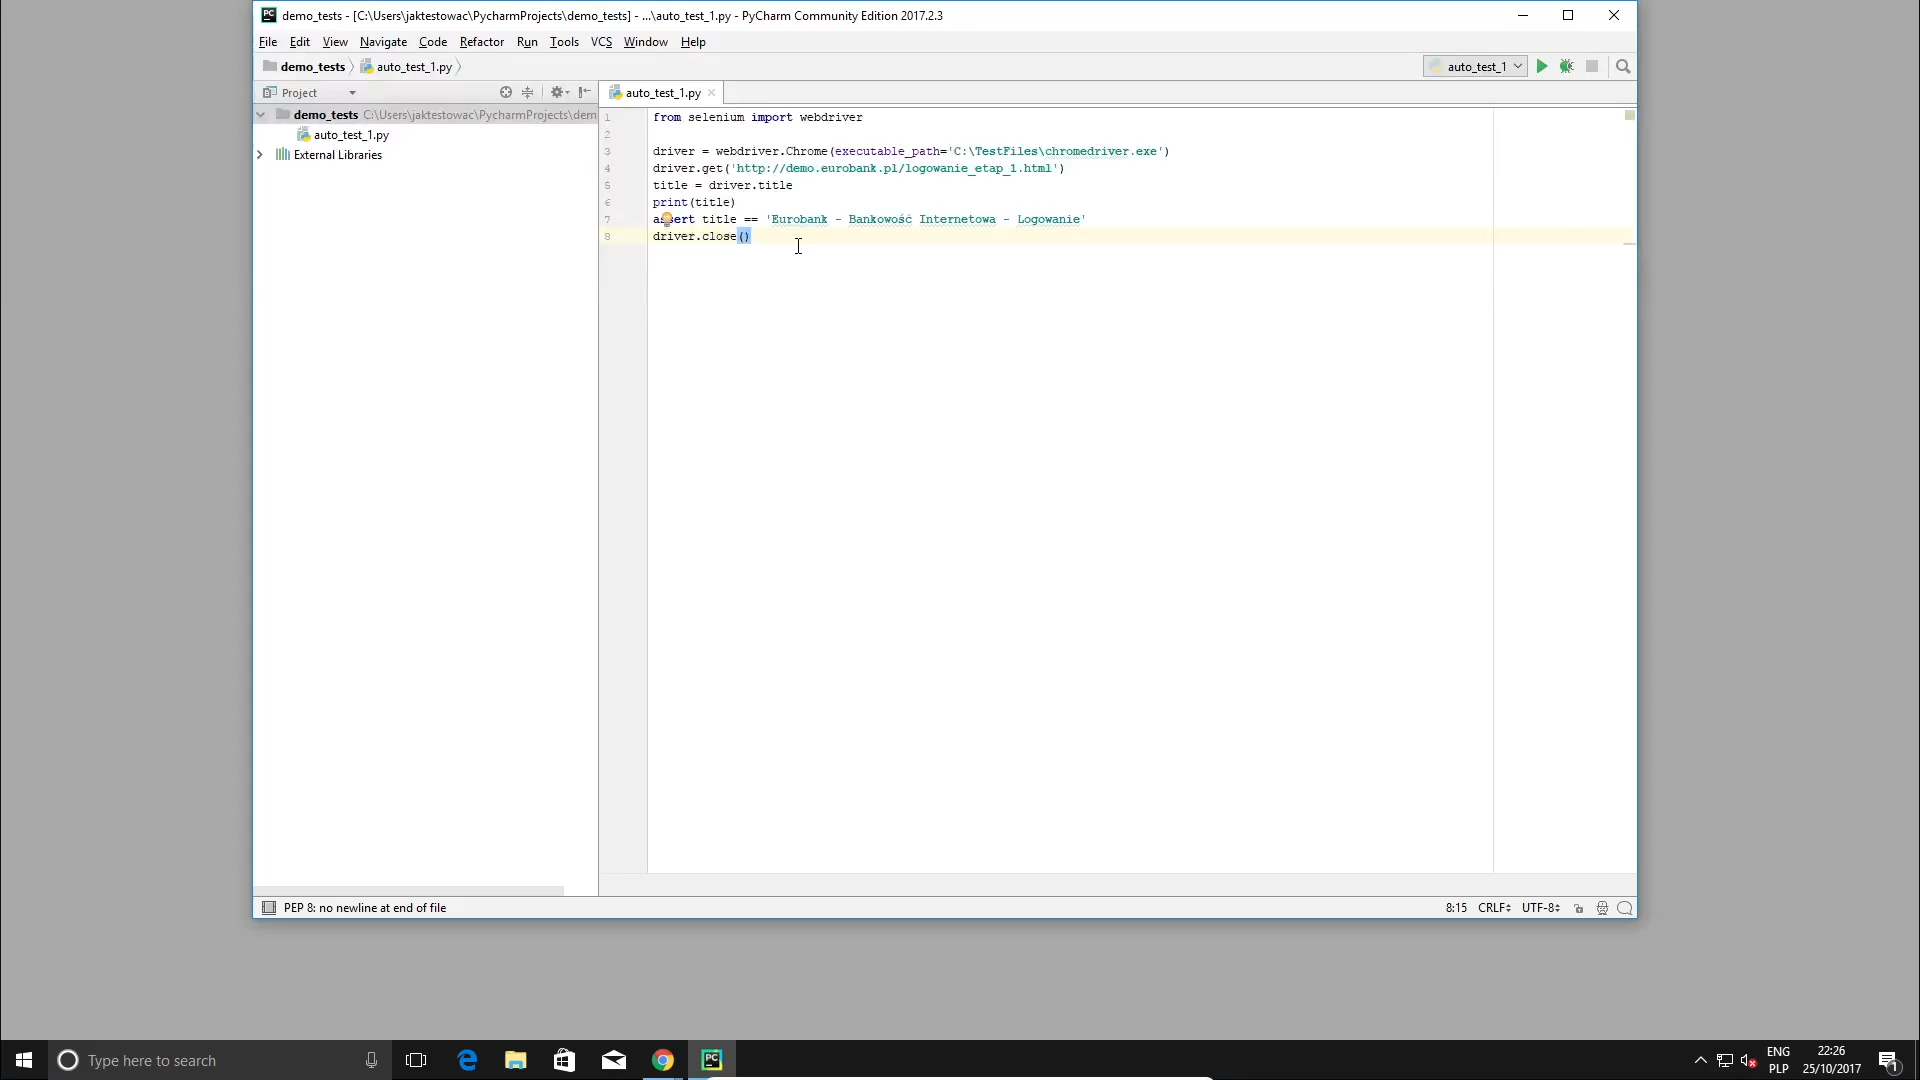 demo_tests - [C:\Users\jaktestowac\PycharmProjects\demo_tests] - ...\auto_test_1.py - PyCharm Community Edition 2017.2.3
File Edit View Navigate Code Refactor Run Tools VCS Window Help
demo_tests auto_test_1.py auto_test_1
Project auto_test_1.py
demo_tests C:\Users\jaktestowac\PycharmProjects\dem
auto_test_1.py
External Libraries
1 from selenium import webdriver
2
3 driver = webdriver.Chrome(executable_path='C:\TestFiles\chromedriver.exe')
4 driver.get('http://demo.eurobank.pl/logowanie_etap_1.html')
5 title = driver.title
6 print(title)
7 assert title == 'Eurobank - Bankowość Internetowa - Logowanie'
8 driver.close()
PEP 8: no newline at end of file 8:15 CRLF UTF-8
Type here to search
ENG
PLP
22:26
25/10/2017
1